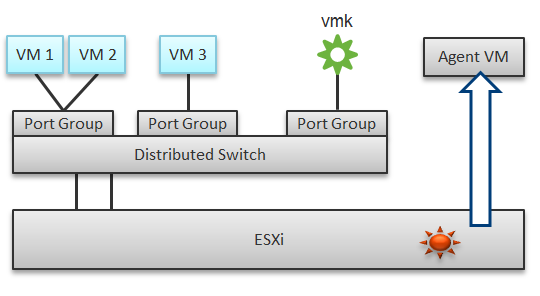 vmk
VM 1
VM 2
VM 3
Agent VM
Port Group
Port Group
Port Group
Distributed Switch
ESXi